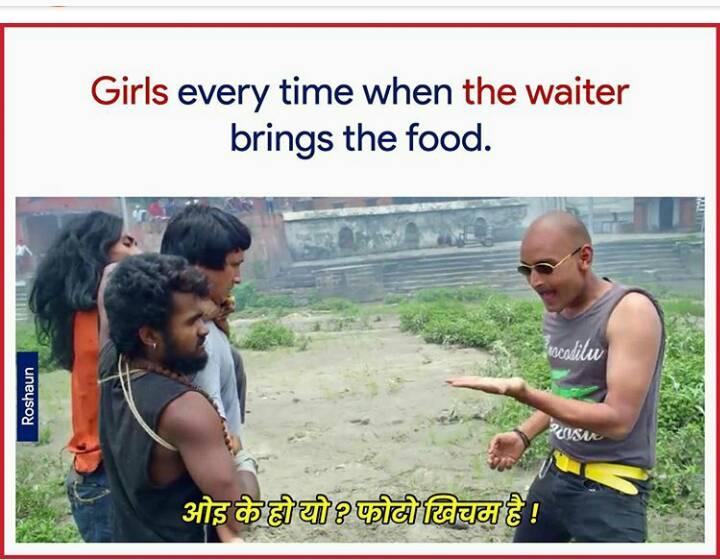 Girls every time when the waiter
brings the food.
Roshaun
ओइ के हो यो ? फोटो खिचम है !